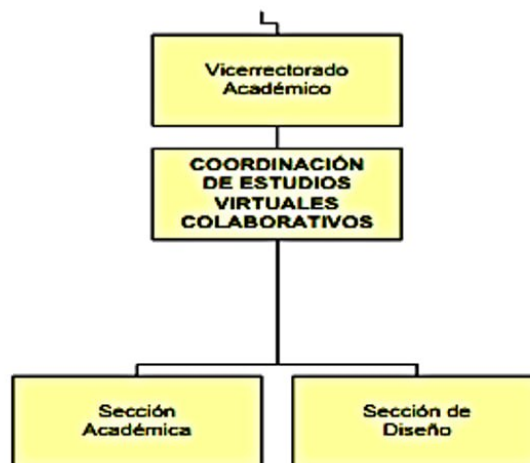 Vicerrectorado
Académico
COORDINACIÓN
DE ESTUDIOS
VIRTUALES
COLABORATIVOS
Sección
Académica
Sección de
Diseño